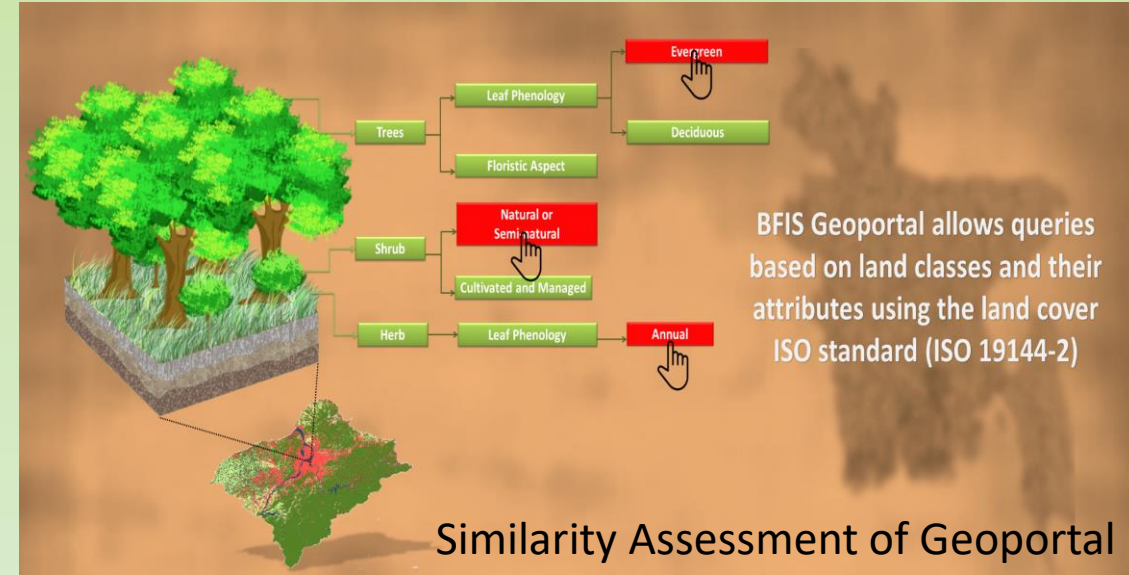 Evergreen
Leaf Phenology
Trees
Deciduous
Floristic Aspect
Natural or
Semi-natural
Shrub
Cultivated and Managed
Herb
Leaf Phenology
Annual
BFIS Geoportal allows queries
based on land classes and their
attributes using the land cover
ISO standard (ISO 19144-2)
Similarity Assessment of Geoportal